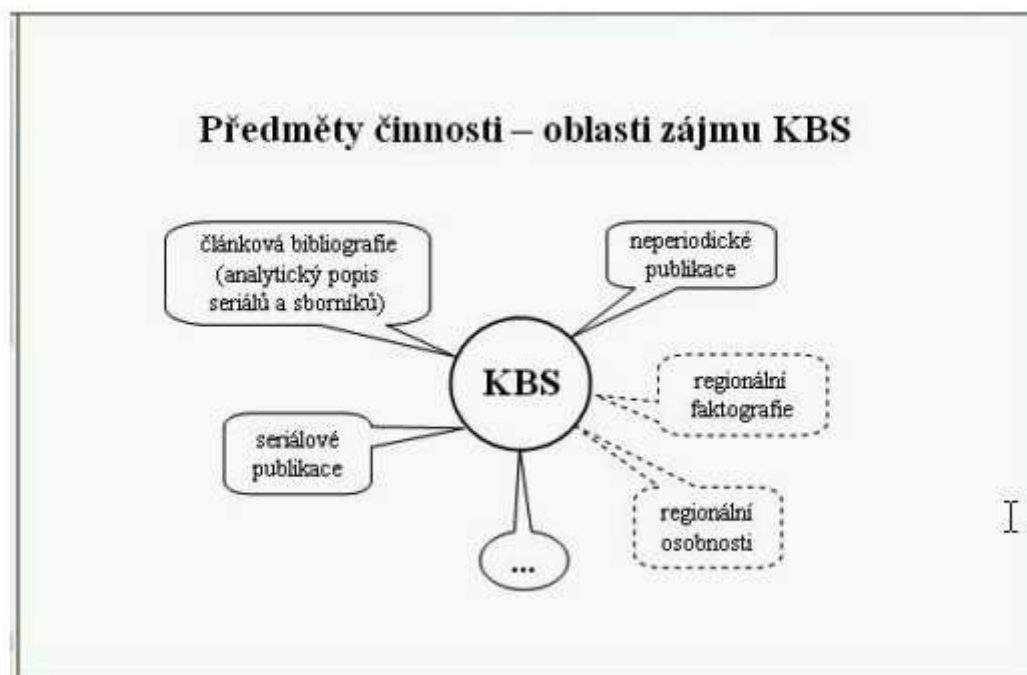 Předměty činnosti – oblasti zájmu KBS
článková bibliografie
(analytický popis
seriálů a sborníků)
neperiodické
publikace
KBS
regionální
faktografie
seriálové
publikace
regionální
osobnosti
...